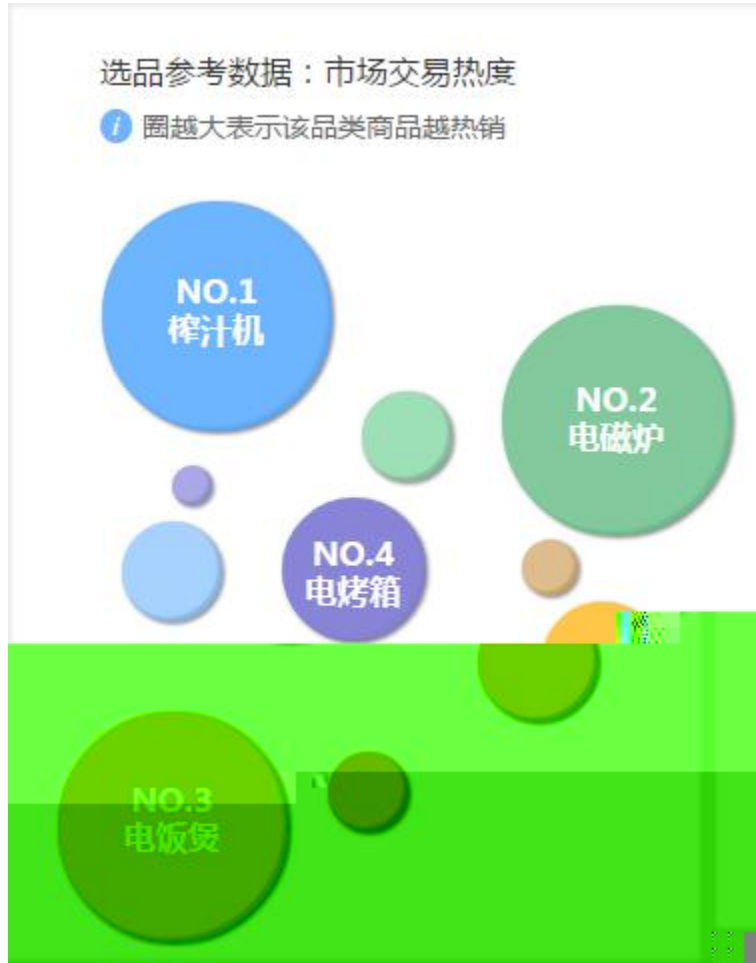 选品参考数据：市场交易热度
i 圈越大表示该品类商品越热销
NO.1
榨汁机
NO.2
电磁炉
NO.4
电烤箱
NO.3
电饭煲